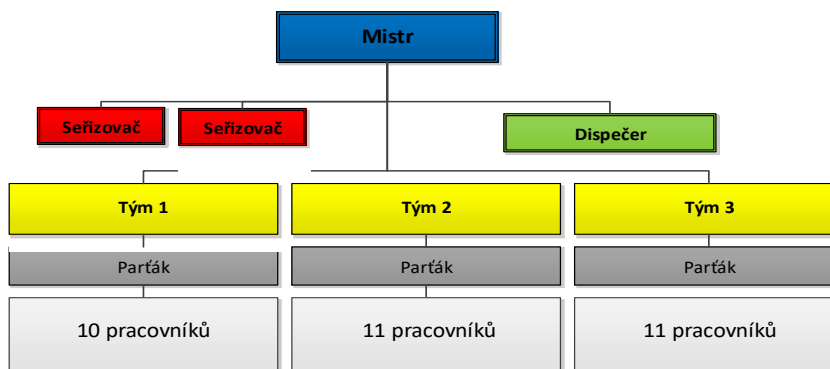 Mistr
Seřizovač
Seřizovač
Dispečer
Tým 1
Tým 2
Tým 3
Parťák
Parťák
Parťák
10 pracovníků
11 pracovníků
11 pracovníků